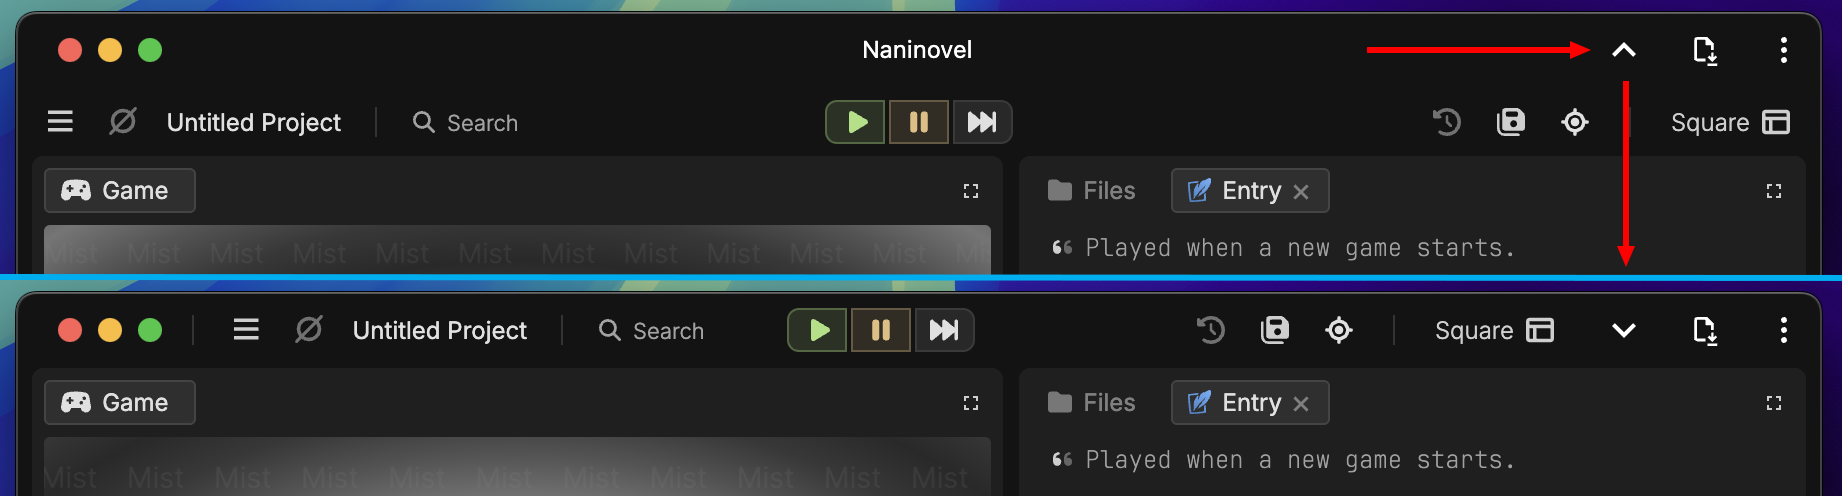 Naninovel
Untitled Project Search Square
Game Files Entry
Mist Mist Mist Mist Mist Mist Mist Mist Mist Mist Mist
Played when a new game starts.
Untitled Project Search Square
Game Files Entry
Mist Mist Mist Mist Mist Mist Mist Mist Mist Mist Mist
Played when a new game starts.